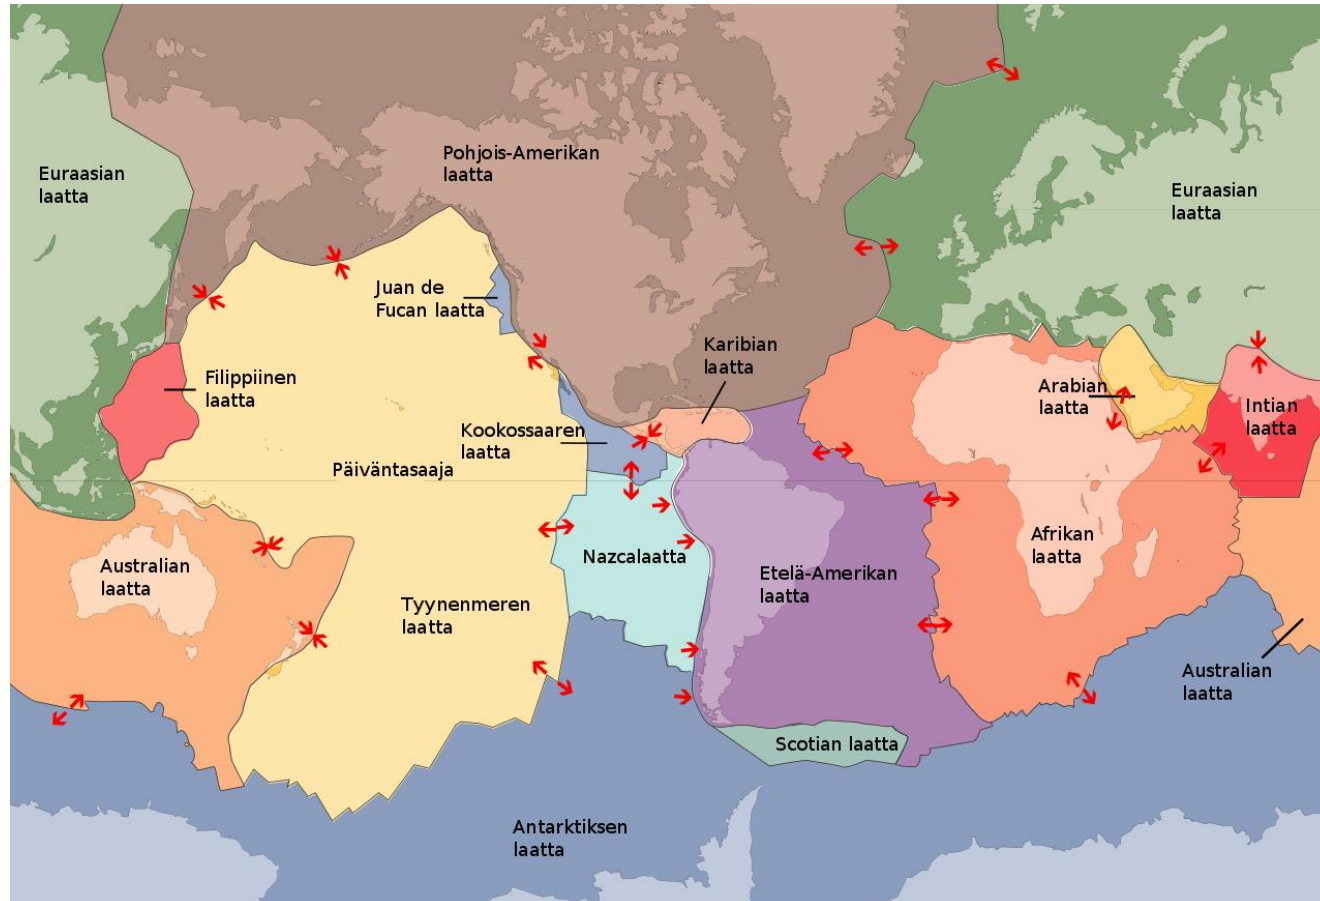 Pohjois-Amerikan
laatta
Euraasian
laatta
Euraasian
laatta
Juan de
Fucan laatta
Karibian
laatta
Filippiinen
laatta
Arabian
laatta
Intian
laatta
Kookossaaren
laatta
Päiväntasaaja
Australian
laatta
Nazcalaatta
Afrikan
laatta
Etelä-Amerikan
laatta
Tyynenmeren
laatta
Australian
laatta
Scotian laatta
Antarktiksen
laatta